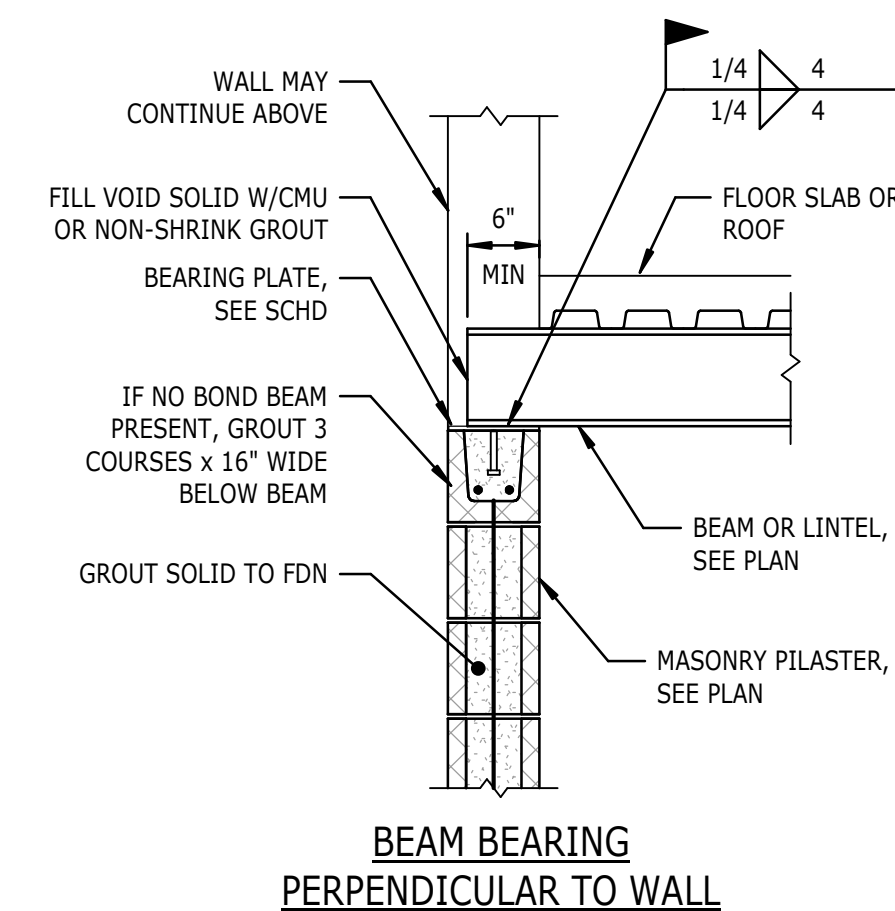 WALL MAY
CONTINUE ABOVE
FILL VOID SOLID W/CMU
OR NON-SHRINK GROUT
BEARING PLATE,
SEE SCHD
IF NO BOND BEAM
PRESENT, GROUT 3
COURSES x 16" WIDE
BELOW BEAM
GROUT SOLID TO FDN
6"
MIN
1/4 4
1/4 4
FLOOR SLAB OR
ROOF
BEAM OR LINTEL,
SEE PLAN
MASONRY PILASTER,
SEE PLAN
BEAM BEARING
PERPENDICULAR TO WALL